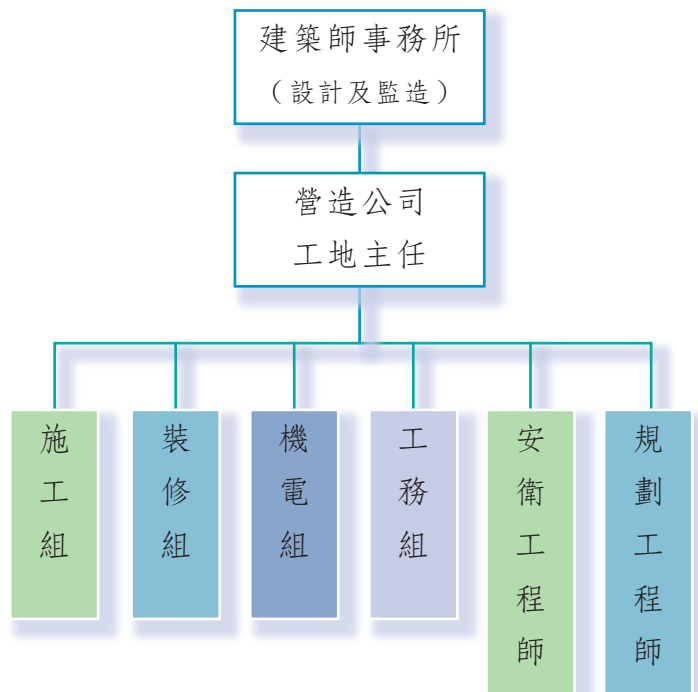 建築師事務所
（設計及監造）
營造公司
工地主任
施工組
裝修組
機電組
工務組
安衛工程師
規劃工程師